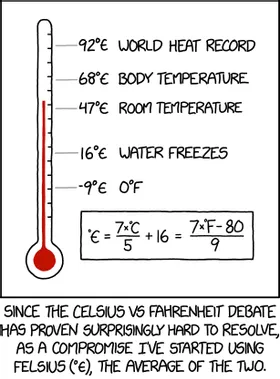 92°€ WORLD HEAT RECORD
68°€ BODY TEMPERATURE
47°€ ROOM TEMPERATURE
16°€ WATER FREEZES
-9°€ 0°F
°€ = 7×°C/5 + 16 = 7×°F-80/9
SINCE THE CELSIUS VS FAHRENHEIT DEBATE
HAS PROVEN SURPRISINGLY HARD TO RESOLVE,
AS A COMPROMISE I'VE STARTED USING
FELSIUS (°€), THE AVERAGE OF THE TWO.